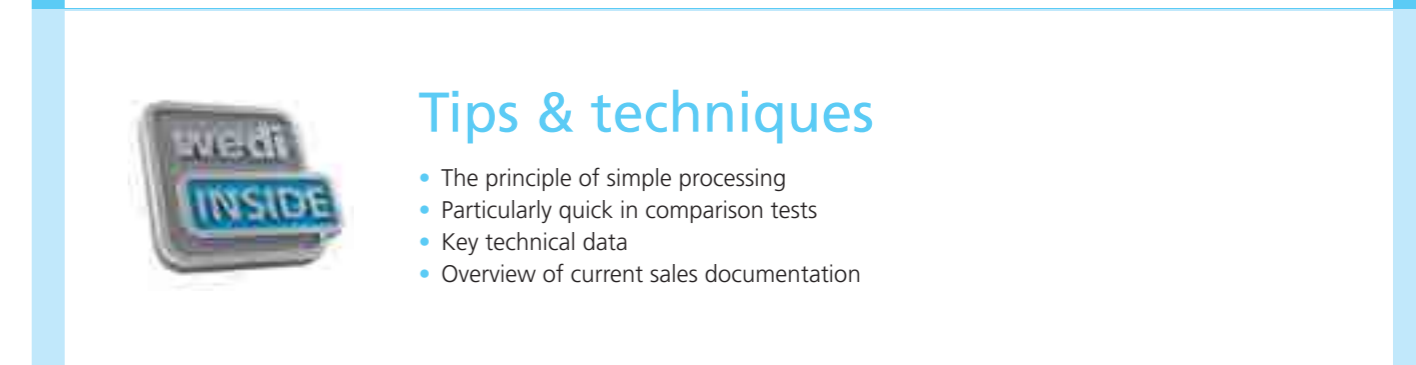 wedi
INSIDE
Tips & techniques
• The principle of simple processing
• Particularly quick in comparison tests
• Key technical data
• Overview of current sales documentation